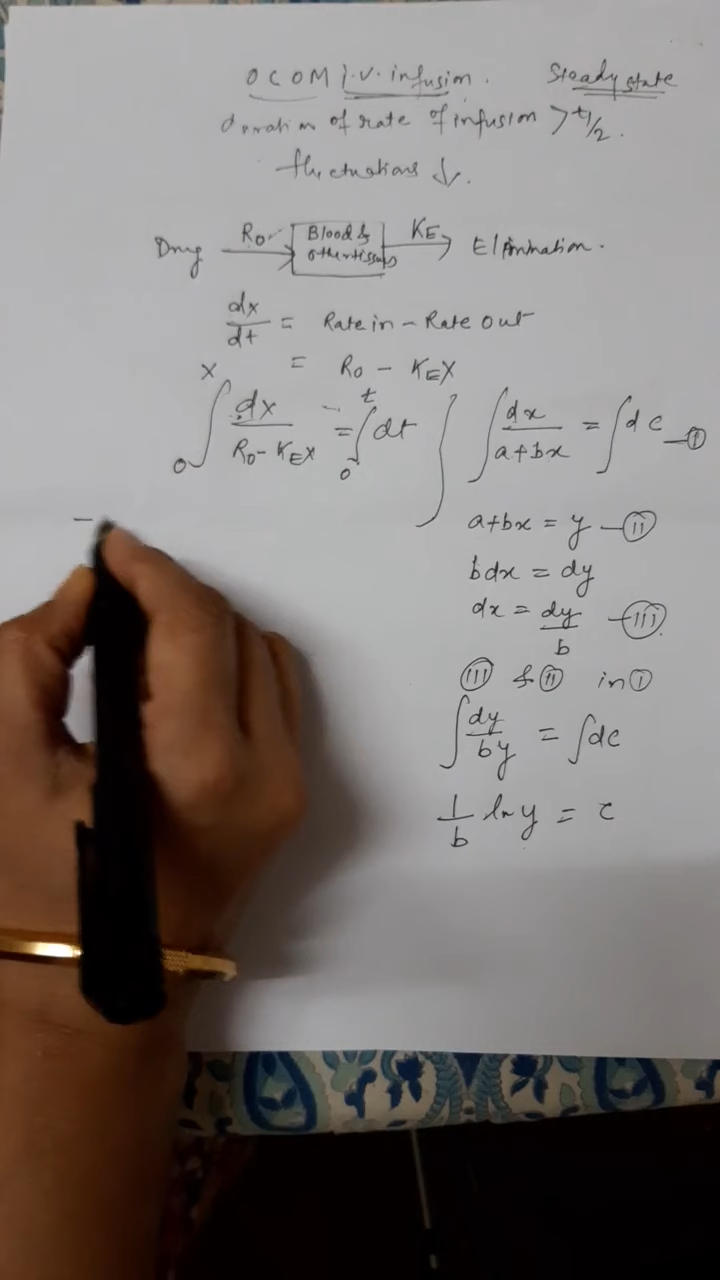 OCOM i.v. infusion. Steady state
duration of rate of infusion > t1/2.
fluctuations ↓.
Drug R0 → Blood & other tissues KE → Elimination.
dx/dt = Rate in - Rate out
= R0 - KEX
∫₀ˣ dx/(R0 - KEX) = ∫₀ᵗ dt
∫ dx/(a+bx) = ∫dc — (i)
a+bx = y — (ii)
bdx = dy
dx = dy/b — (iii)
(iii) & (ii) in (i)
∫ dy/by = ∫dc
1/b ln y = c